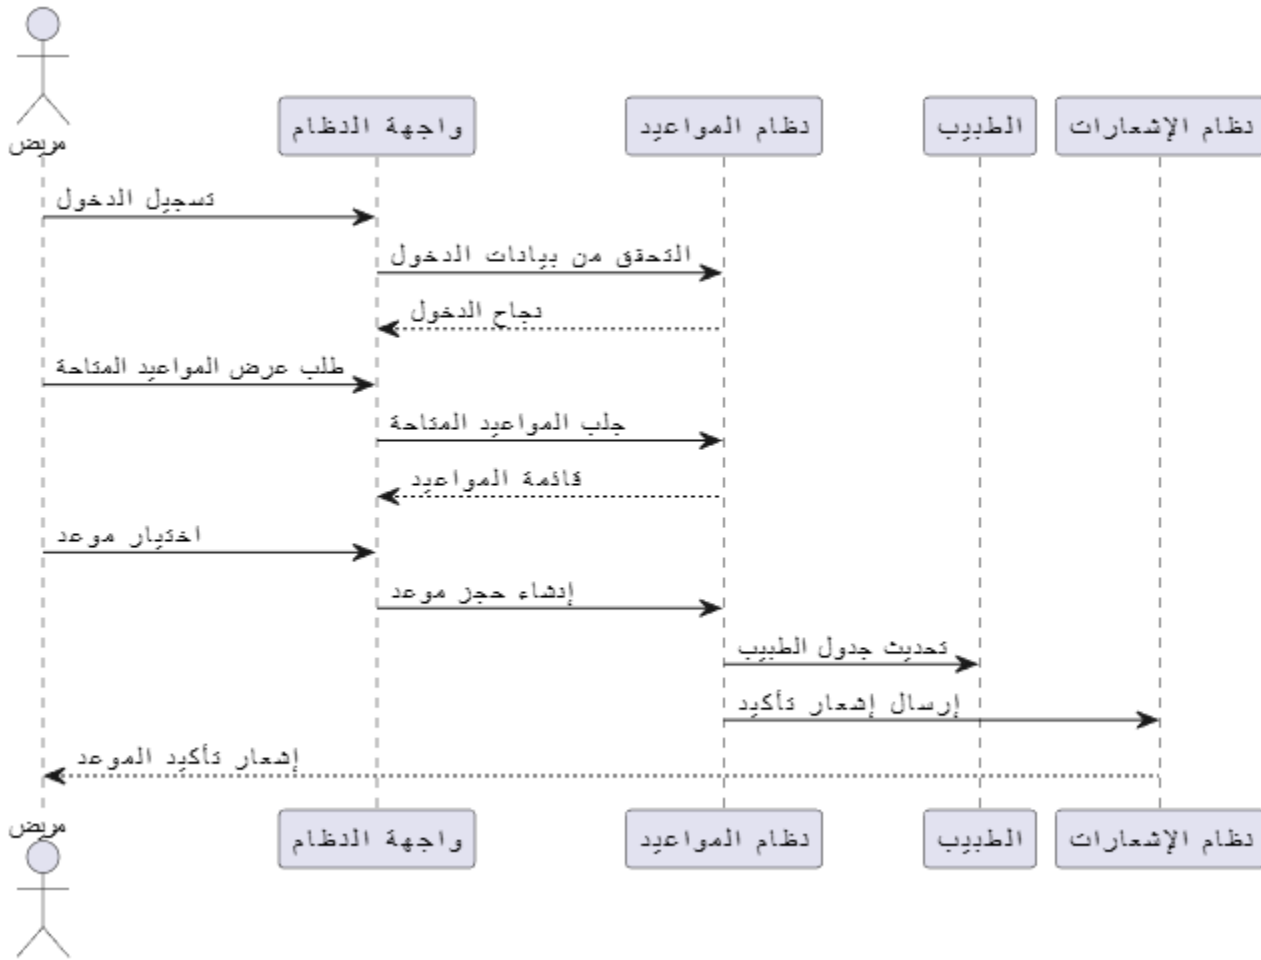 مريض
واجهة النظام
نظام المواعيد
الطبيب
نظام الإشعارات
تسجيل الدخول
التحقق من بيانات الدخول
نجاح الدخول
طلب عرض المواعيد المتاحة
جلب المواعيد المتاحة
قائمة المواعيد
اختيار موعد
إنشاء حجز موعد
تحديث جدول الطبيب
إرسال إشعار تأكيد
إشعار تأكيد الموعد
مريض
واجهة النظام
نظام المواعيد
الطبيب
نظام الإشعارات